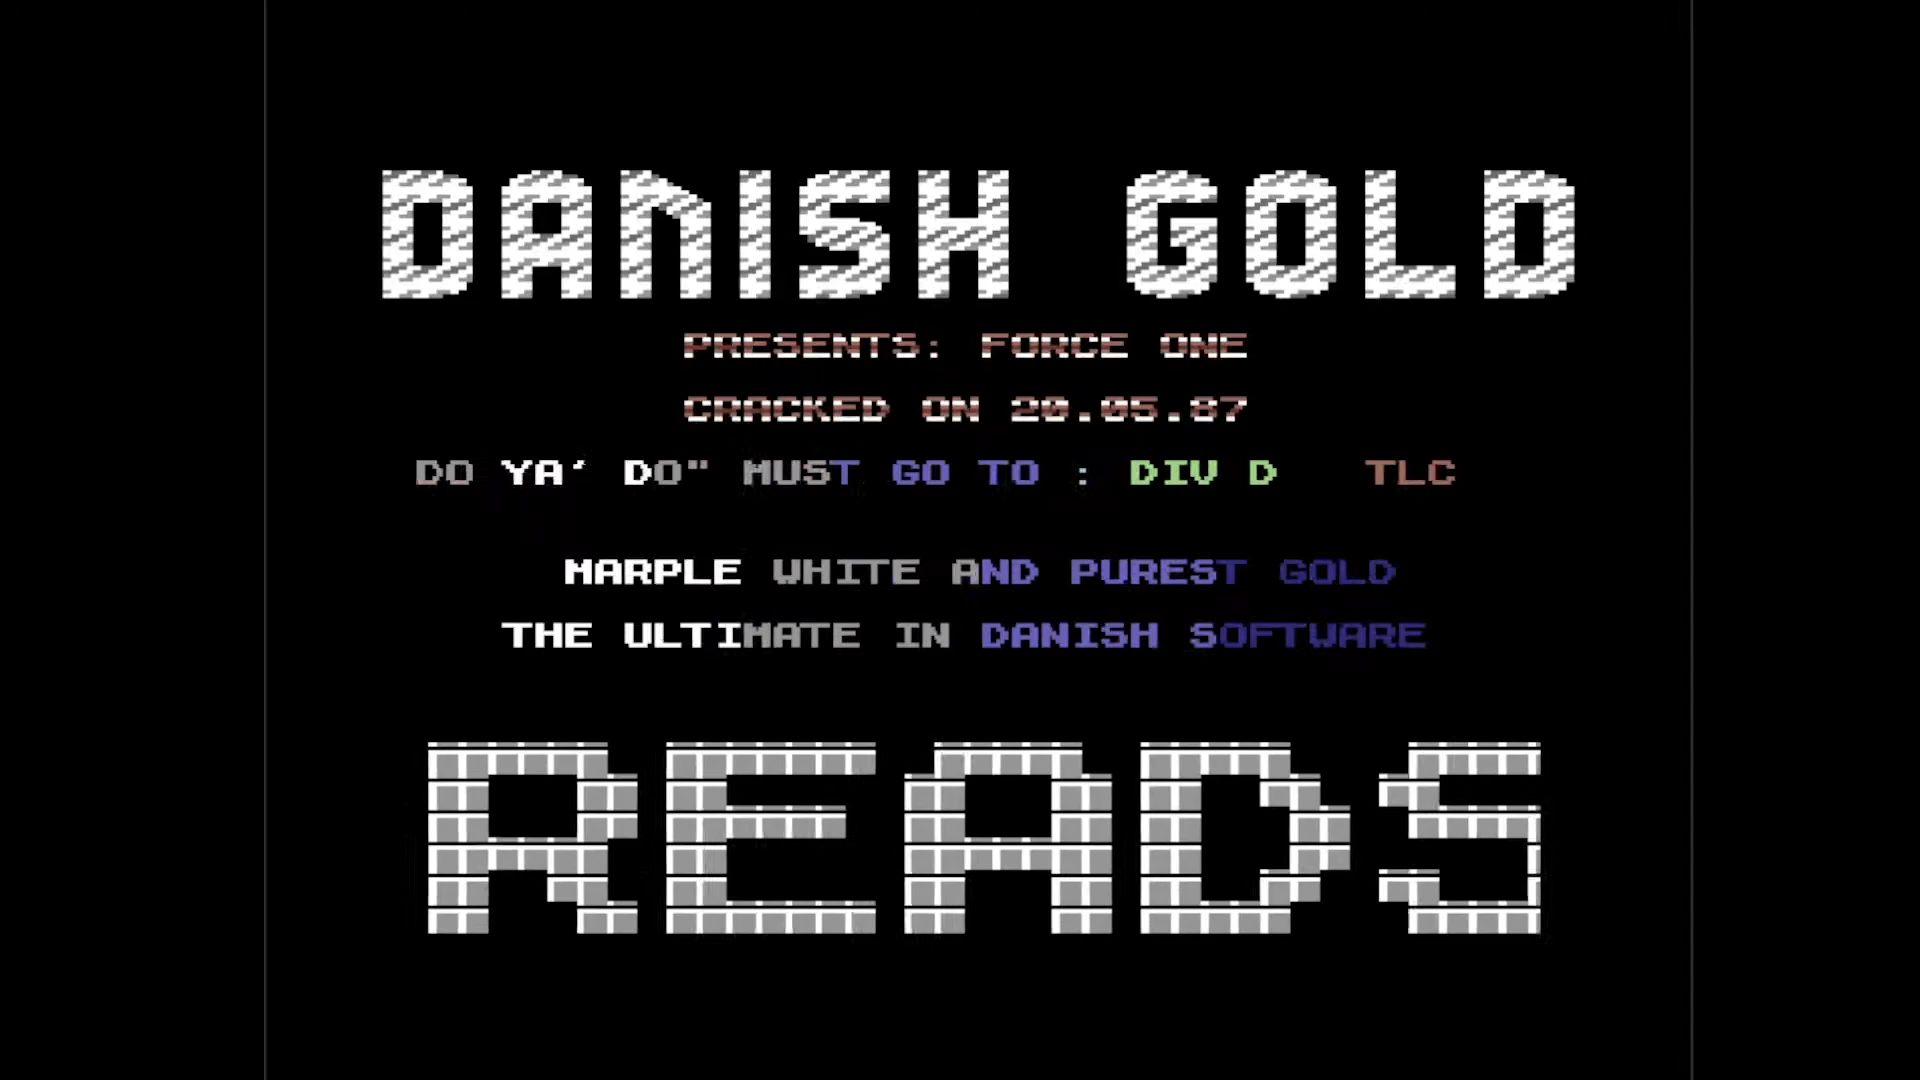 DANISH GOLD
PRESENTS: FORCE ONE
CRACKED ON 20.05.87
DO YA' DO" MUST GO TO : DIV D TLC
MARPLE WHITE AND PUREST GOLD
THE ULTIMATE IN DANISH SOFTWARE
READS